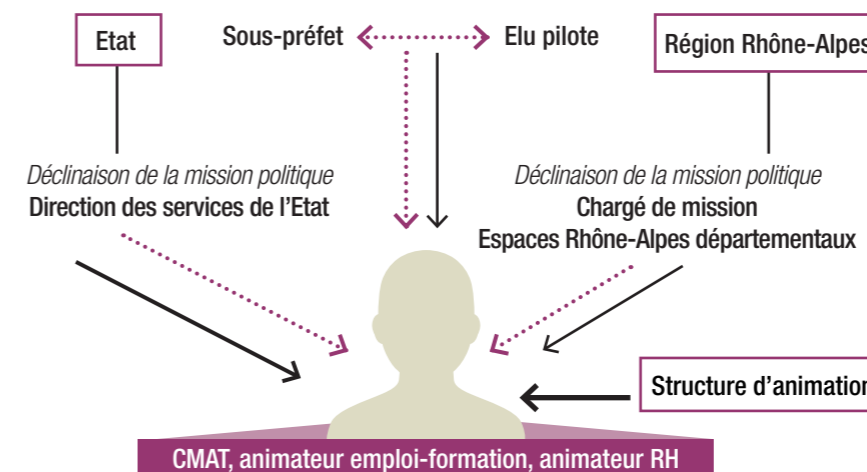 Etat
Sous-préfet
Elu pilote
Région Rhône-Alpes
Déclinaison de la mission politique
Direction des services de l'Etat
Déclinaison de la mission politique
Chargé de mission
Espaces Rhône-Alpes départementaux
Structure d'animation
CMAT, animateur emploi-formation, animateur RH